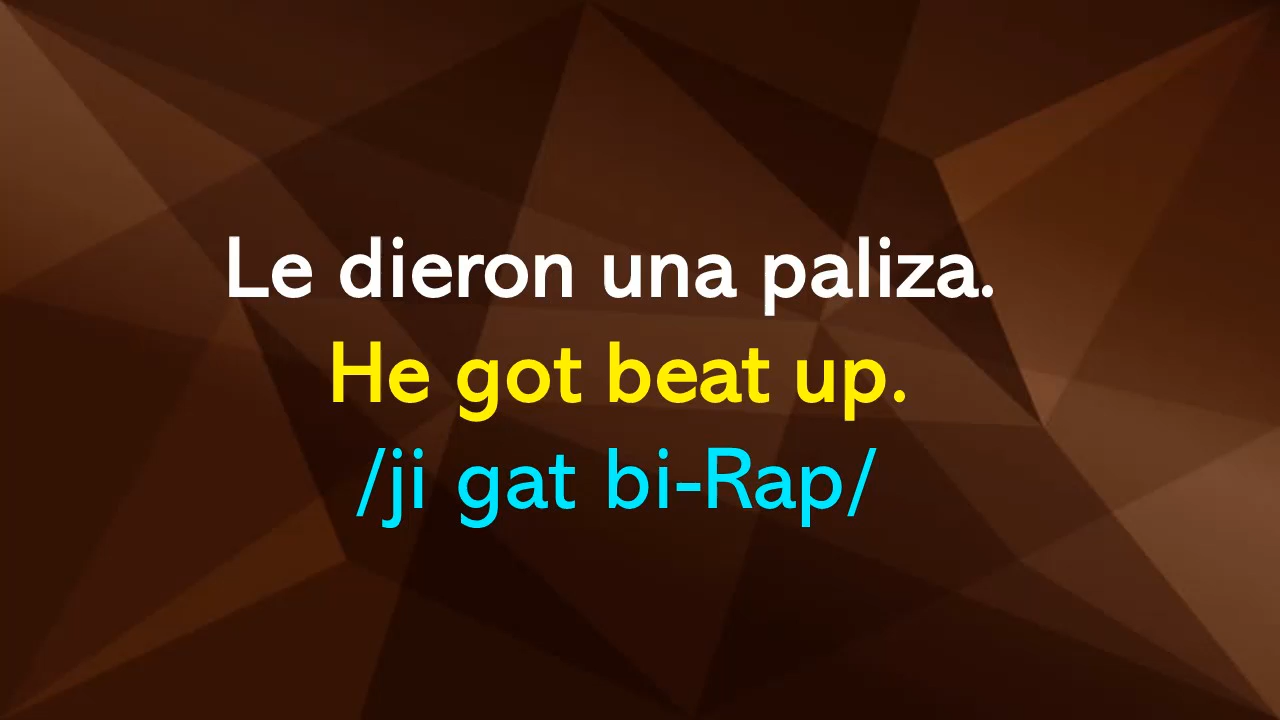 Le dieron una paliza.
He got beat up.
/ji gat bi-Rap/